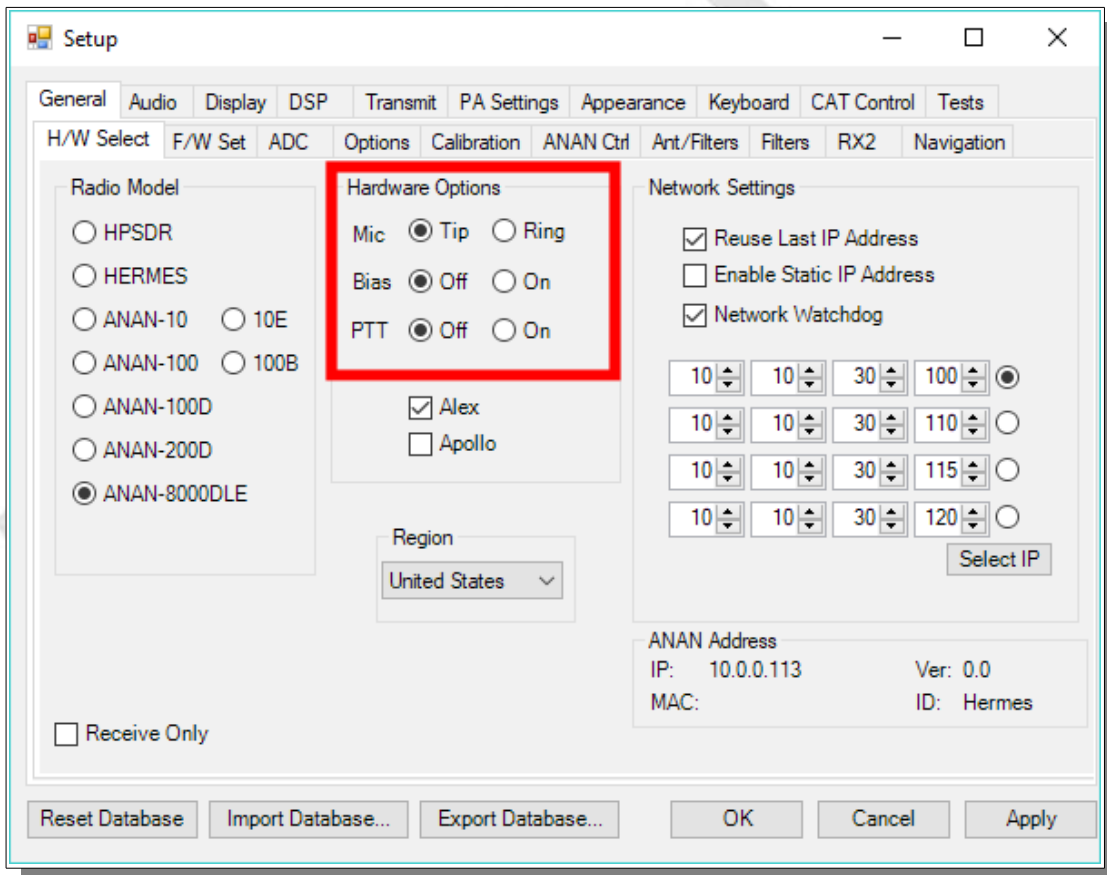 Setup
General Audio Display DSP Transmit PA Settings Appearance Keyboard CAT Control Tests
H/W Select F/W Set ADC Options Calibration ANAN Ctrl Ant/Filters Filters RX2 Navigation
Radio Model
HPSDR
HERMES
ANAN-10 10E
ANAN-100 100B
ANAN-100D
ANAN-200D
ANAN-8000DLE
Hardware Options
Mic Tip Ring
Bias Off On
PTT Off On
Alex
Apollo
Region
United States
Network Settings
Reuse Last IP Address
Enable Static IP Address
Network Watchdog
10 10 30 100
10 10 30 110
10 10 30 115
10 10 30 120
Select IP
ANAN Address
IP: 10.0.0.113 Ver: 0.0
MAC: ID: Hermes
Receive Only
Reset Database Import Database... Export Database... OK Cancel Apply